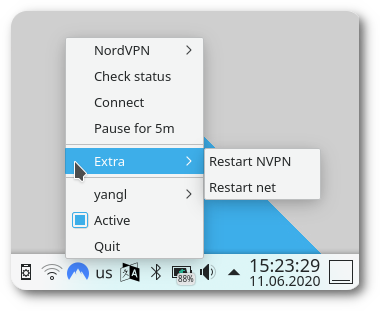 NordVPN
Check status
Connect
Pause for 5m
Extra
Restart NVPN
Restart net
yangl
Active
Quit
us
A
88%
15:23:29
11.06.2020